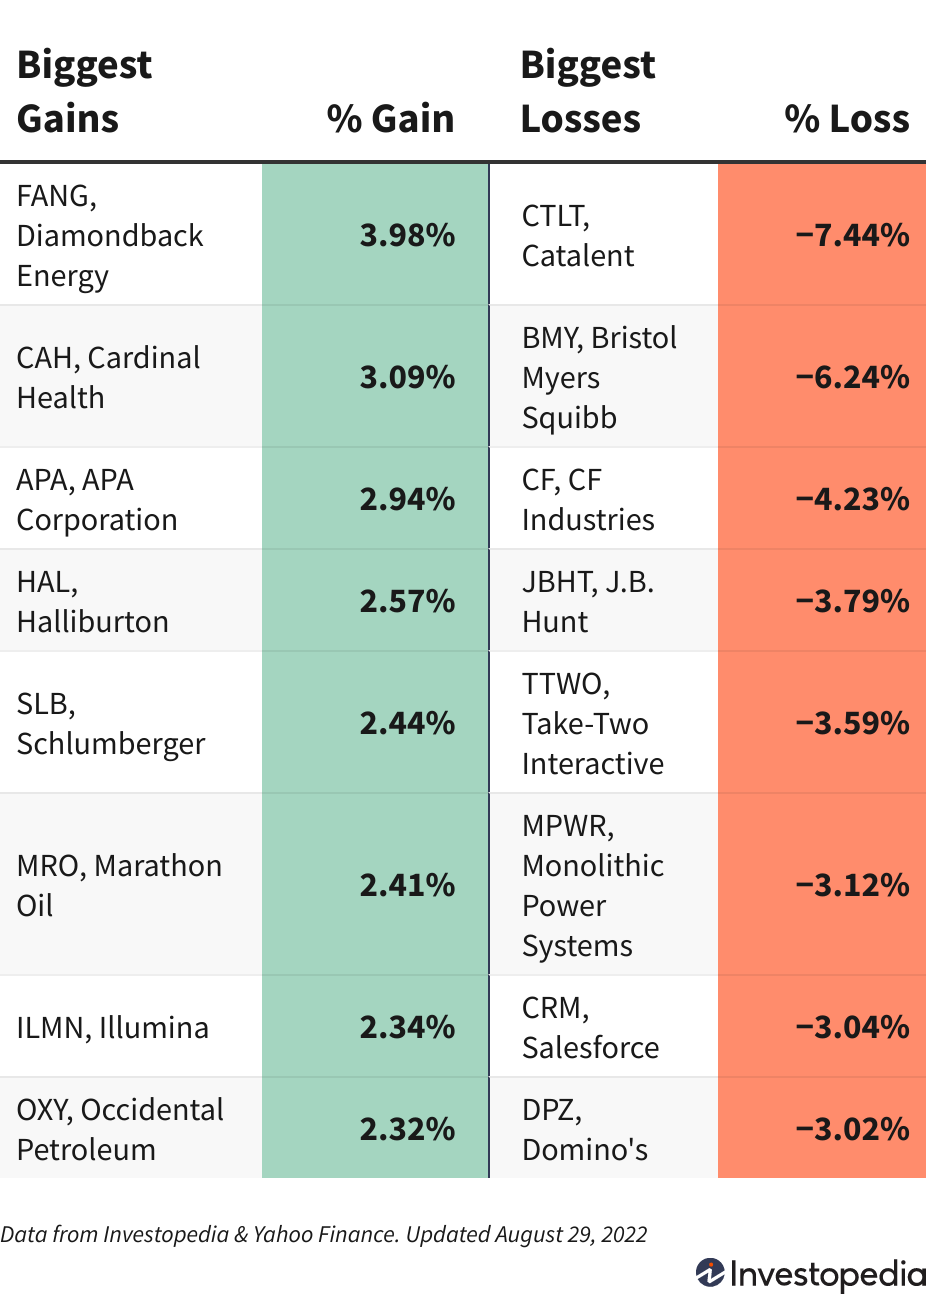 Biggest
Gains
% Gain
Biggest
Losses
% Loss
FANG,
Diamondback
Energy
3.98%
CTLT,
Catalent
−7.44%
CAH, Cardinal
Health
3.09%
BMY, Bristol
Myers
Squibb
−6.24%
APA, APA
Corporation
2.94%
CF, CF
Industries
−4.23%
HAL,
Halliburton
2.57%
JBHT, J.B.
Hunt
−3.79%
SLB,
Schlumberger
2.44%
TTWO,
Take-Two
Interactive
−3.59%
MRO, Marathon
Oil
2.41%
MPWR,
Monolithic
Power
Systems
−3.12%
ILMN, Illumina
2.34%
CRM,
Salesforce
−3.04%
OXY, Occidental
Petroleum
2.32%
DPZ,
Domino's
−3.02%
Data from Investopedia & Yahoo Finance. Updated August 29, 2022
Investopedia